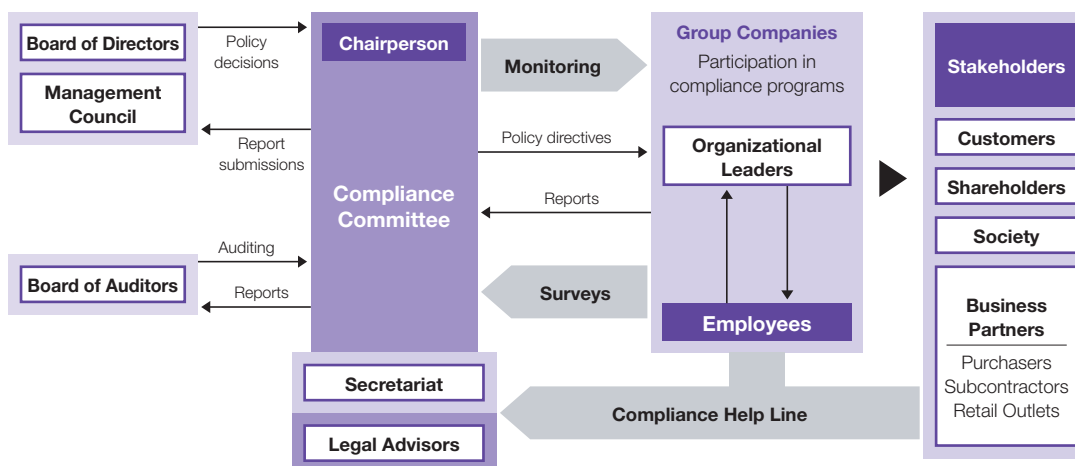 Board of Directors
Management
Council
Policy
decisions
Report
submissions
Board of Auditors
Auditing
Reports
Chairperson
Compliance
Committee
Secretariat
Legal Advisors
Monitoring
Policy directives
Reports
Surveys
Compliance Help Line
Group Companies
Participation in
compliance programs
Organizational
Leaders
Employees
Stakeholders
Customers
Shareholders
Society
Business
Partners
Purchasers
Subcontractors
Retail Outlets